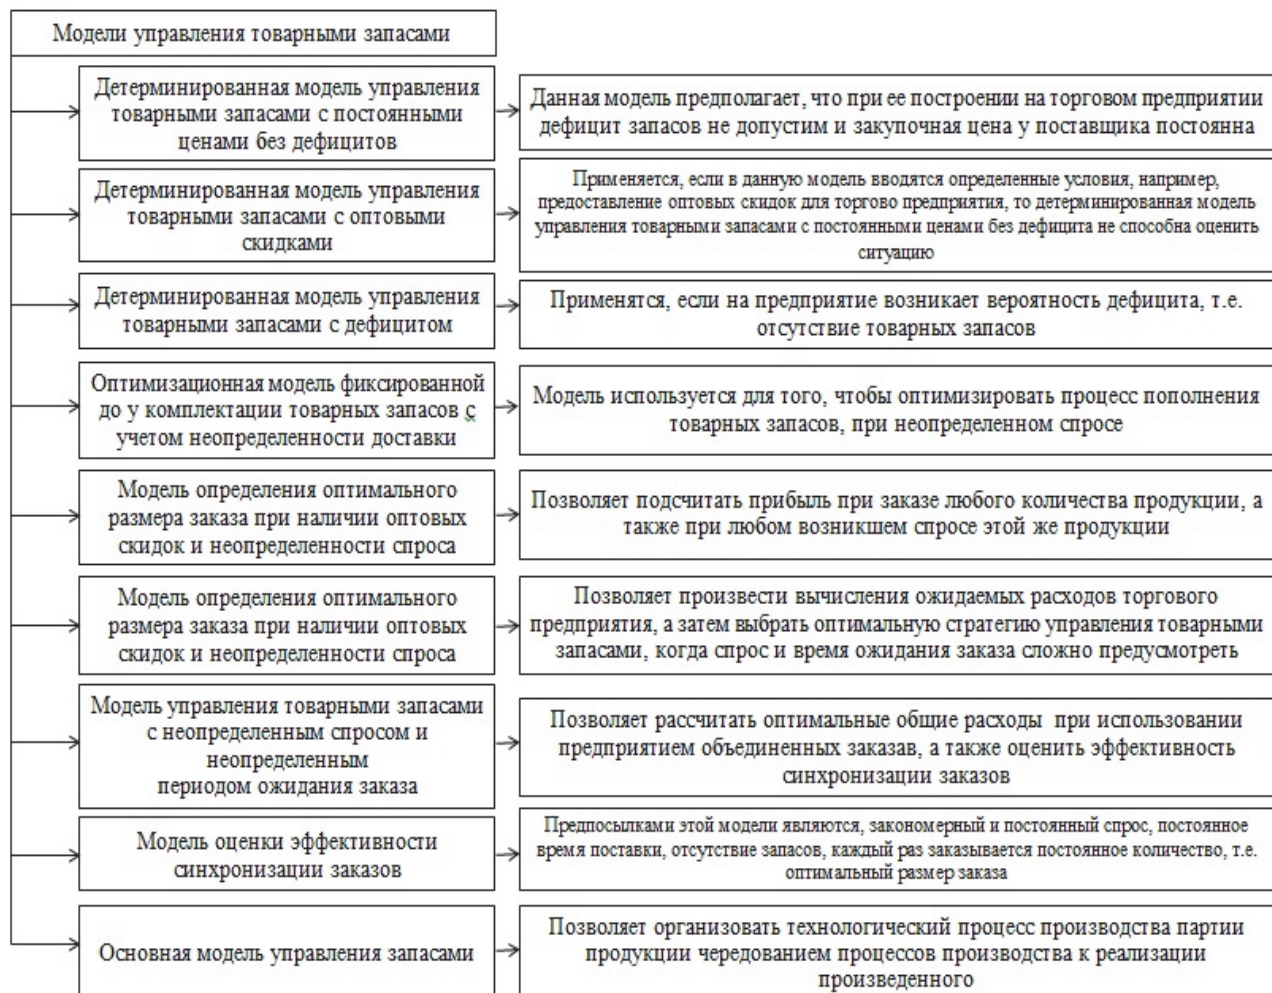 Модели управления товарными запасами
Детерминированная модель управления
товарными запасами с постоянными
ценами без дефицитов
Данная модель предполагает, что при ее построении на торговом предприятии
дефицит запасов не допустим и закупочная цена у поставщика постоянна
Детерминированная модель управления
товарными запасами с оптовыми
скидками
Применяется, если в данную модель вводятся определенные условия, например,
предоставление оптовых скидок для торгово предприятия, то детерминированная модель
управления товарными запасами с постоянными ценами без дефицита не способна оценить
ситуацию
Детерминированная модель управления
товарными запасами с дефицитом
Применятся, если на предприятие возникает вероятность дефицита, т.е.
отсутствие товарных запасов
Оптимизационная модель фиксированной
до у комплектации товарных запасов с
учетом неопределенности доставки
Модель используется для того, чтобы оптимизировать процесс пополнения
товарных запасов, при неопределенном спросе
Модель определения оптимального
размера заказа при наличии оптовых
скидок и неопределенности спроса
Позволяет подсчитать прибыль при заказе любого количества продукции, а
также при любом возникшем спросе этой же продукции
Модель определения оптимального
размера заказа при наличии оптовых
скидок и неопределенности спроса
Позволяет произвести вычисления ожидаемых расходов торгового
предприятия, а затем выбрать оптимальную стратегию управления товарными
запасами, когда спрос и время ожидания заказа сложно предусмотреть
Модель управления товарными запасами
с неопределенным спросом и
неопределенным
периодом ожидания заказа
Позволяет рассчитать оптимальные общие расходы при использовании
предприятием объединенных заказав, а также оценить эффективность
синхронизации заказов
Модель оценки эффективности
синхронизации заказов
Предпосылками этой модели являются, закономерный и постоянный спрос, постоянное
время поставки, отсутствие запасов, каждый раз заказывается постоянное количество, т.е.
оптимальный размер заказа
Основная модель управления запасами
Позволяет организовать технологический процесс производства партии
продукции чередованием процессов производства к реализации
произведенного